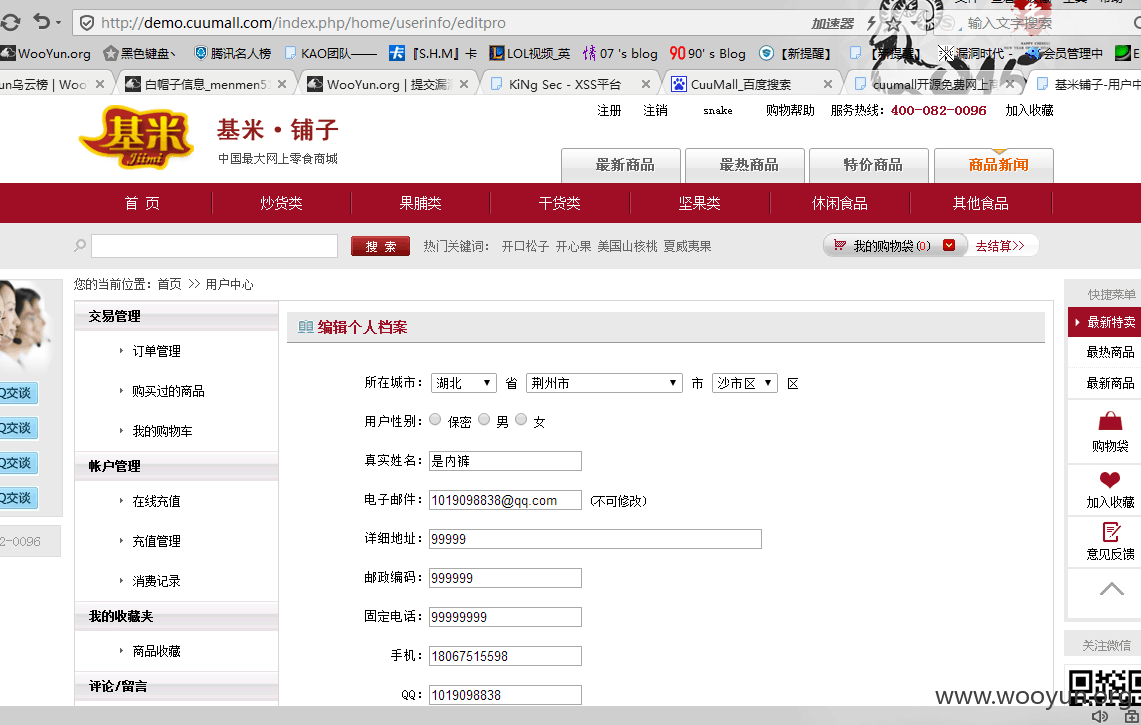 http://demo.cuumall.com/index.php/home/userinfo/editpro 加速器 输入文字搜索
WooYun.org 黑色键盘丶 腾讯名人榜 KAO团队—— 『S.H.M』卡 LOL视频_英 07 's blog 90' s Blog 【新提醒】 【新提醒】 漏洞时代 - 会员管理中
un乌云榜 | Woo 白帽子信息_menmen5 WooYun.org | 提交漏 KiNg Sec - XSS平台 CuuMall_百度搜索 cuumall开源免费网上 基米铺子-用户中
注册 注销 snake 购物帮助 服务热线：400-082-0096 加入收藏
基米 Jiimi
基米·铺子
中国最大网上零食商城
最新商品 最热商品 特价商品 商品新闻
首 页 炒货类 果脯类 干货类 坚果类 休闲食品 其他食品
搜 索 热门关键词： 开口松子 开心果 美国山核桃 夏威夷果 我的购物袋(0) 去结算>>
您的当前位置：首页 >> 用户中心
交易管理
订单管理
购买过的商品
我的购物车
帐户管理
在线充值
充值管理
消费记录
我的收藏夹
商品收藏
评论/留言
编辑个人档案
所在城市： 湖北 省 荆州市 市 沙市区 区
用户性别： 保密 男 女
真实姓名： 是内裤
电子邮件： 1019098838@qq.com (不可修改)
详细地址： 99999
邮政编码： 999999
固定电话： 99999999
手机： 18067515598
QQ： 1019098838
Q交谈
Q交谈
Q交谈
Q交谈
2-0096
快捷菜单
最新特卖
最热商品
最新商品
购物袋
加入收藏
意见反馈
关注微信
www.wooyun.org